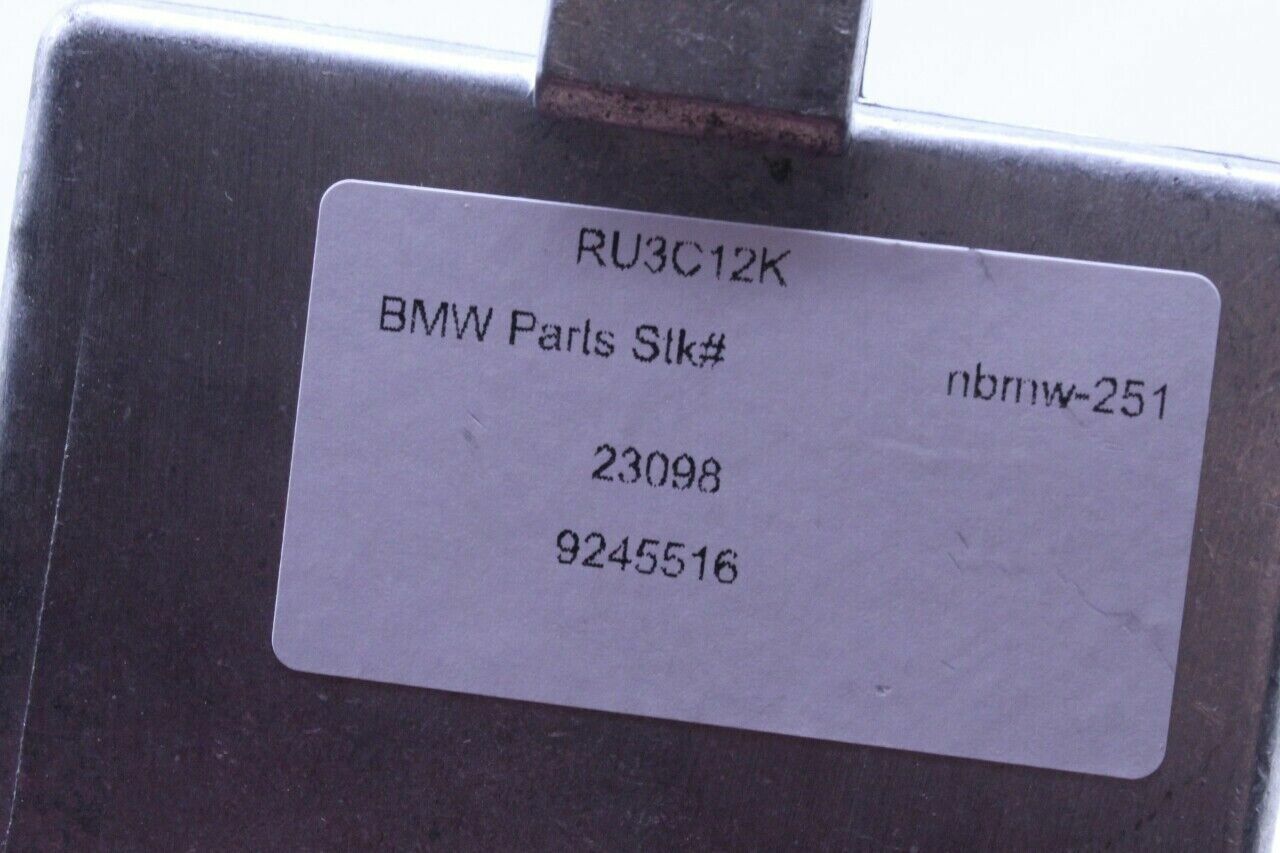 RU3C12K
BMW Parts Stk#
nbmw-251
23098
9245516